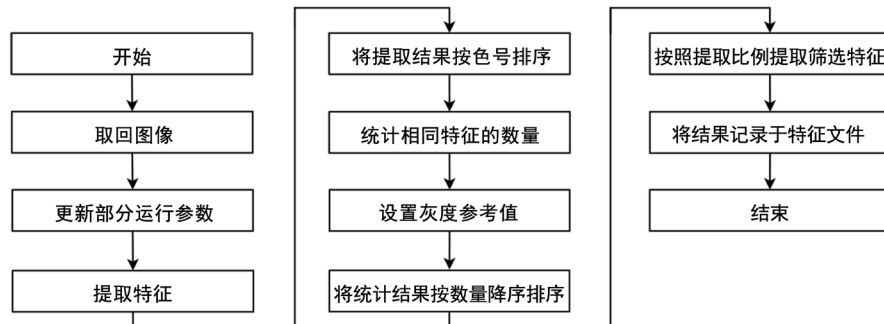 开始
取回图像
更新部分运行参数
提取特征
将提取结果按色号排序
统计相同特征的数量
设置灰度参考值
将统计结果按数量降序排序
按照提取比例提取筛选特征
将结果记录于特征文件
结束